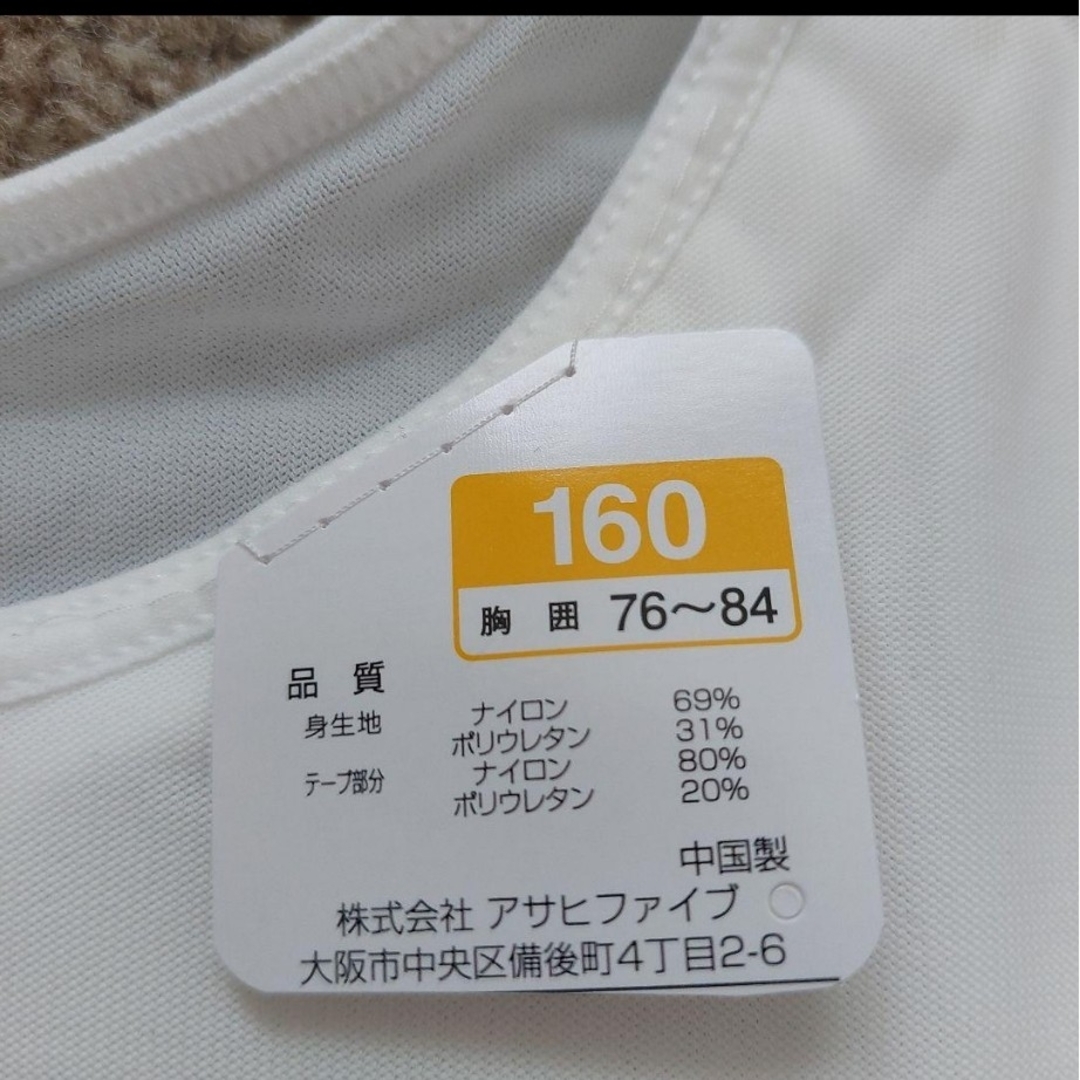 160
胸 囲 76～84
品 質
身生地 ナイロン 69%
ポリウレタン 31%
テープ部分 ナイロン 80%
ポリウレタン 20%
中国製
株式会社 アサヒファイブ
大阪市中央区備後町4丁目2-6